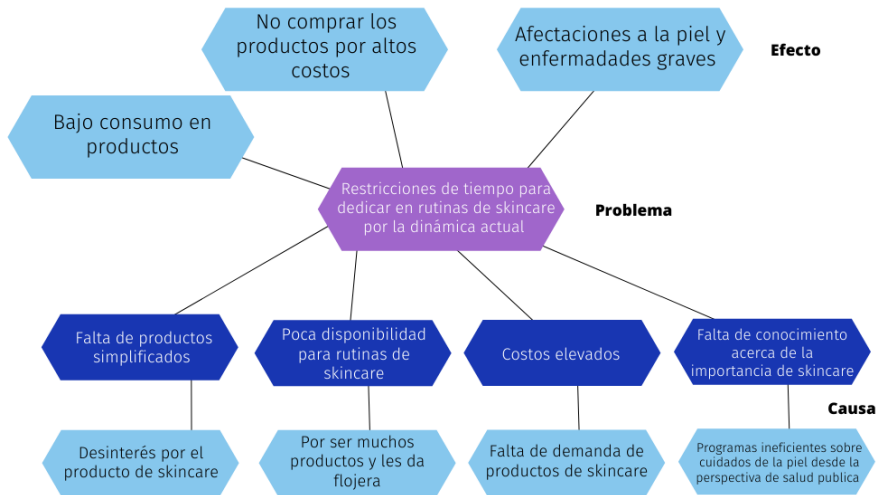 No comprar los
productos por altos
costos
Afectaciones a la piel y
enfermadades graves
Efecto
Bajo consumo en
productos
Restricciones de tiempo para
dedicar en rutinas de skincare
por la dinámica actual
Problema
Falta de productos
simplificados
Poca disponibilidad
para rutinas de
skincare
Costos elevados
Falta de conocimiento
acerca de la
importancia de skincare
Causa
Desinterés por el
producto de skincare
Por ser muchos
productos y les da
flojera
Falta de demanda de
productos de skincare
Programas ineficientes sobre
cuidados de la piel desde la
perspectiva de salud publica